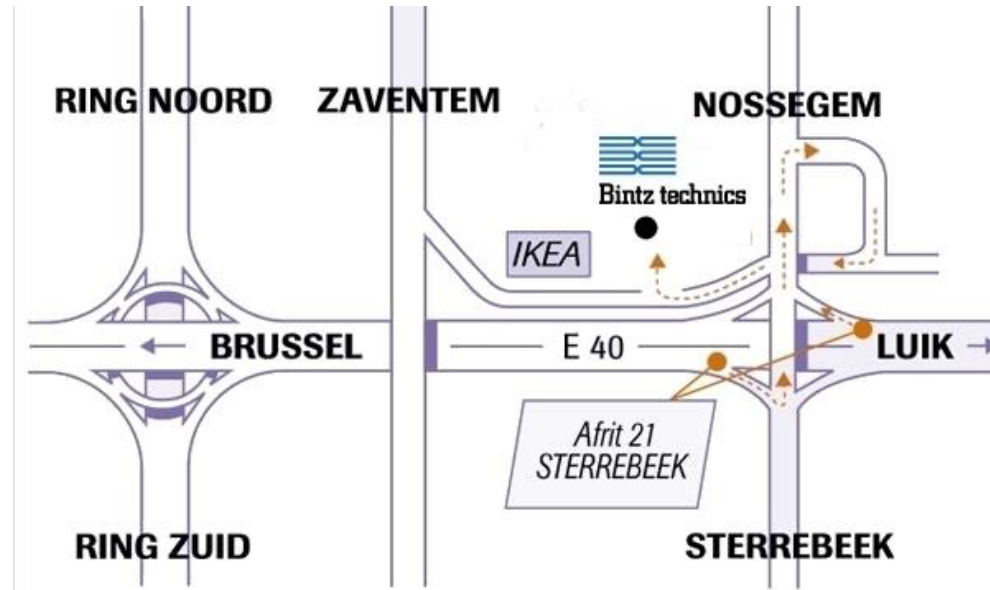 RING NOORD
ZAVENTEM
NOSSEGEM
Bintz technics
IKEA
BRUSSEL
E 40
LUIK
Afrit 21
STERREBEEK
RING ZUID
STERREBEEK